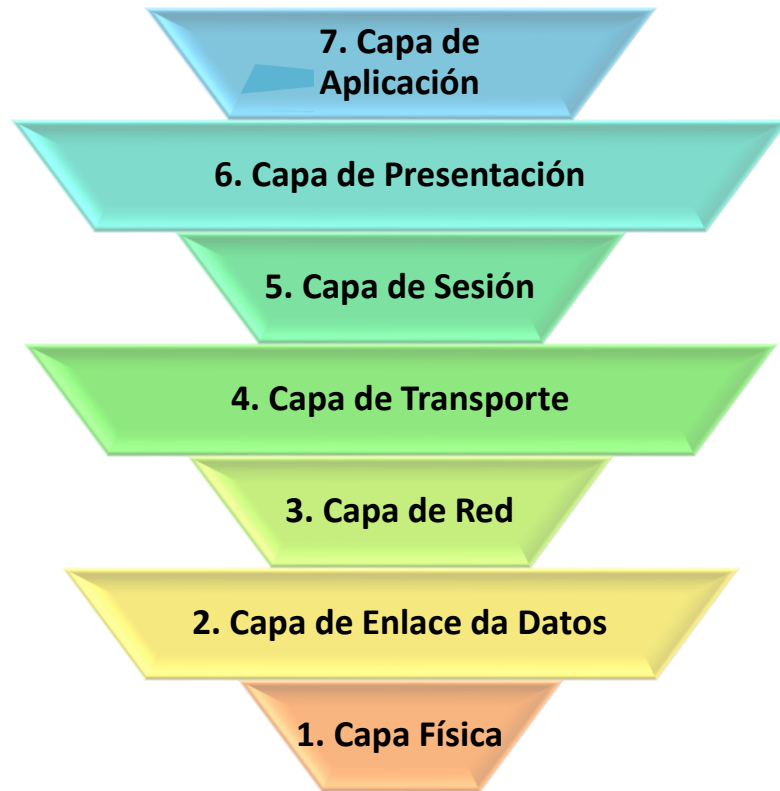 7. Capa de
Aplicación
6. Capa de Presentación
5. Capa de Sesión
4. Capa de Transporte
3. Capa de Red
2. Capa de Enlace da Datos
1. Capa Física